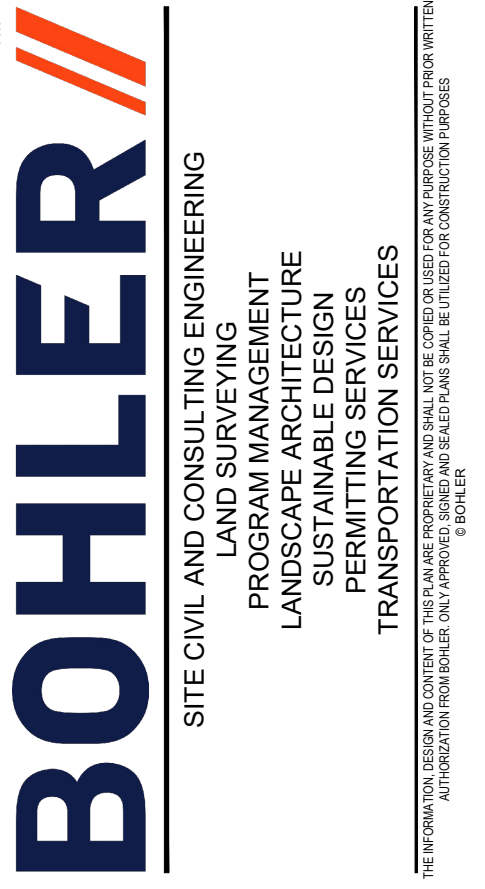 BOHLER//
SITE CIVIL AND CONSULTING ENGINEERING
LAND SURVEYING
PROGRAM MANAGEMENT
LANDSCAPE ARCHITECTURE
SUSTAINABLE DESIGN
PERMITTING SERVICES
TRANSPORTATION SERVICES
THE INFORMATION, DESIGN AND CONTENT OF THIS PLAN ARE PROPRIETARY AND SHALL NOT BE COPIED OR USED FOR ANY PURPOSE WITHOUT PRIOR WRITTEN
AUTHORIZATION FROM BOHLER. ONLY APPROVED, SIGNED AND SEALED PLANS SHALL BE UTILIZED FOR CONSTRUCTION PURPOSES
© BOHLER